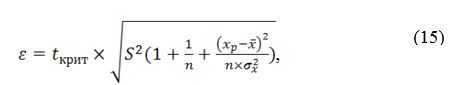 ε = t_крит × √(S²(1 + 1/n + (x_p − x̄)²/(n×σ_x²)), (15)